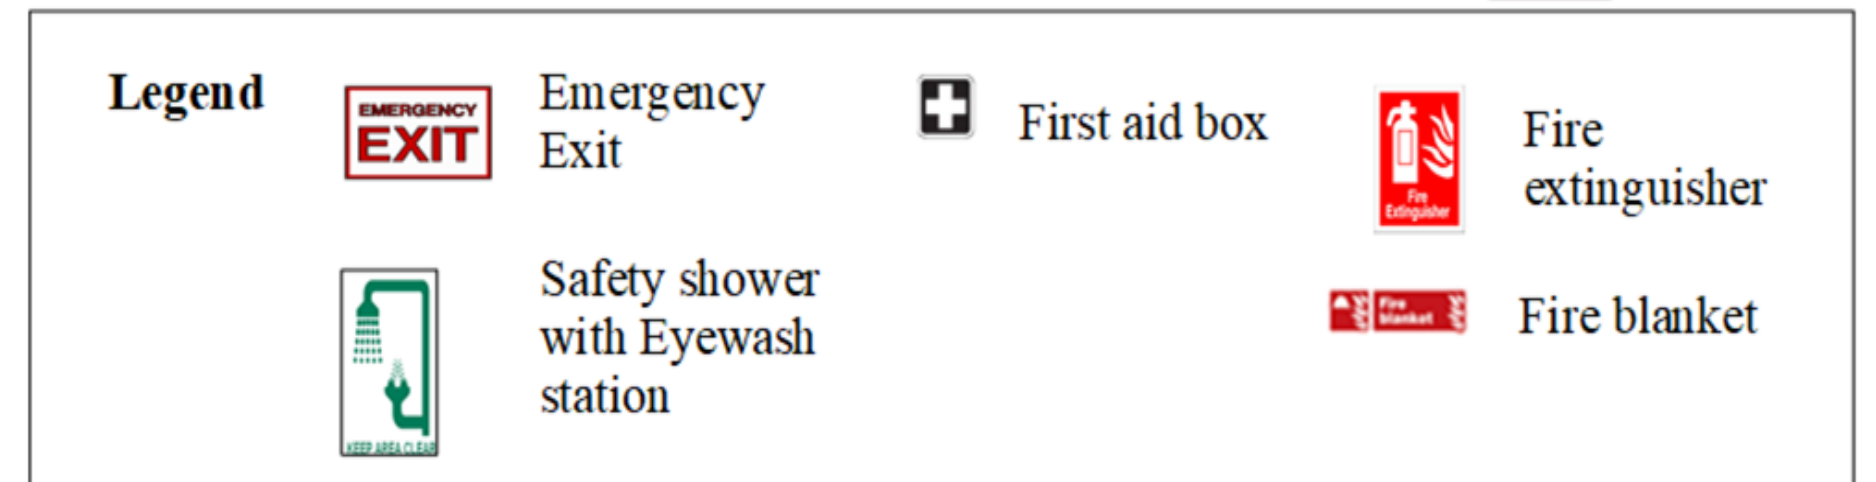 Legend
EMERGENCY
EXIT
Emergency
Exit
First aid box
Fire
Extinguisher
Fire
extinguisher
KEEP AREA CLEAR
Safety shower
with Eyewash
station
Fire
blanket
Fire blanket